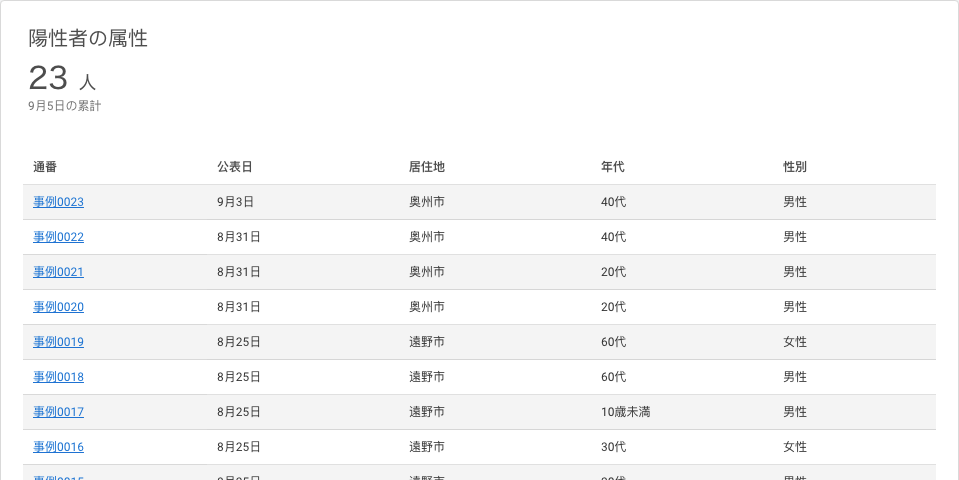 陽性者の属性
23 人
9月5日の累計
通番 公表日 居住地 年代 性別
事例0023 9月3日 奥州市 40代 男性
事例0022 8月31日 奥州市 40代 男性
事例0021 8月31日 奥州市 20代 男性
事例0020 8月31日 奥州市 20代 男性
事例0019 8月25日 遠野市 60代 女性
事例0018 8月25日 遠野市 60代 男性
事例0017 8月25日 遠野市 10歳未満 男性
事例0016 8月25日 遠野市 30代 女性